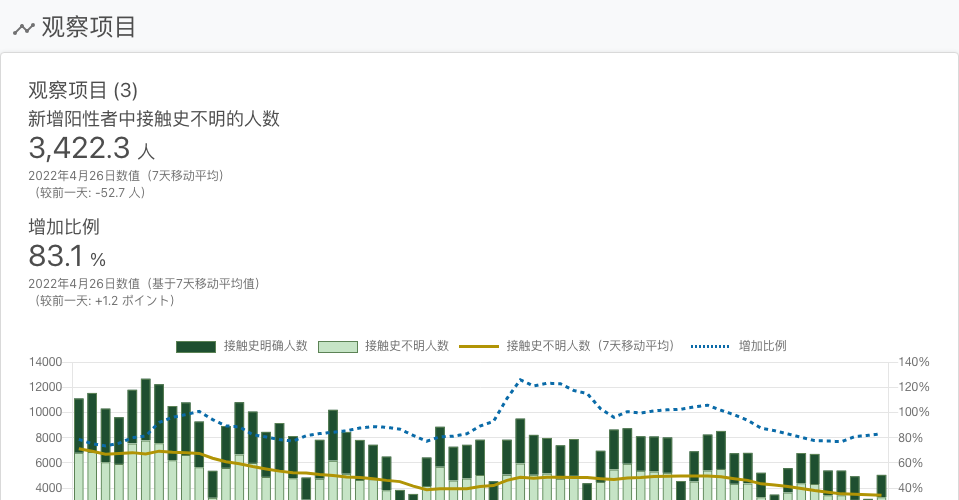 观察项目
观察项目 (3)
新增阳性者中接触史不明的人数
3,422.3 人
2022年4月26日数值（7天移动平均）
（较前一天: -52.7 人）
增加比例
83.1 %
2022年4月26日数值（基于7天移动平均值）
（较前一天: +1.2 ポイント）
接触史明确人数 接触史不明人数 接触史不明人数（7天移动平均） 增加比例
14000 140%
12000 120%
10000 100%
8000 80%
6000 60%
4000 40%